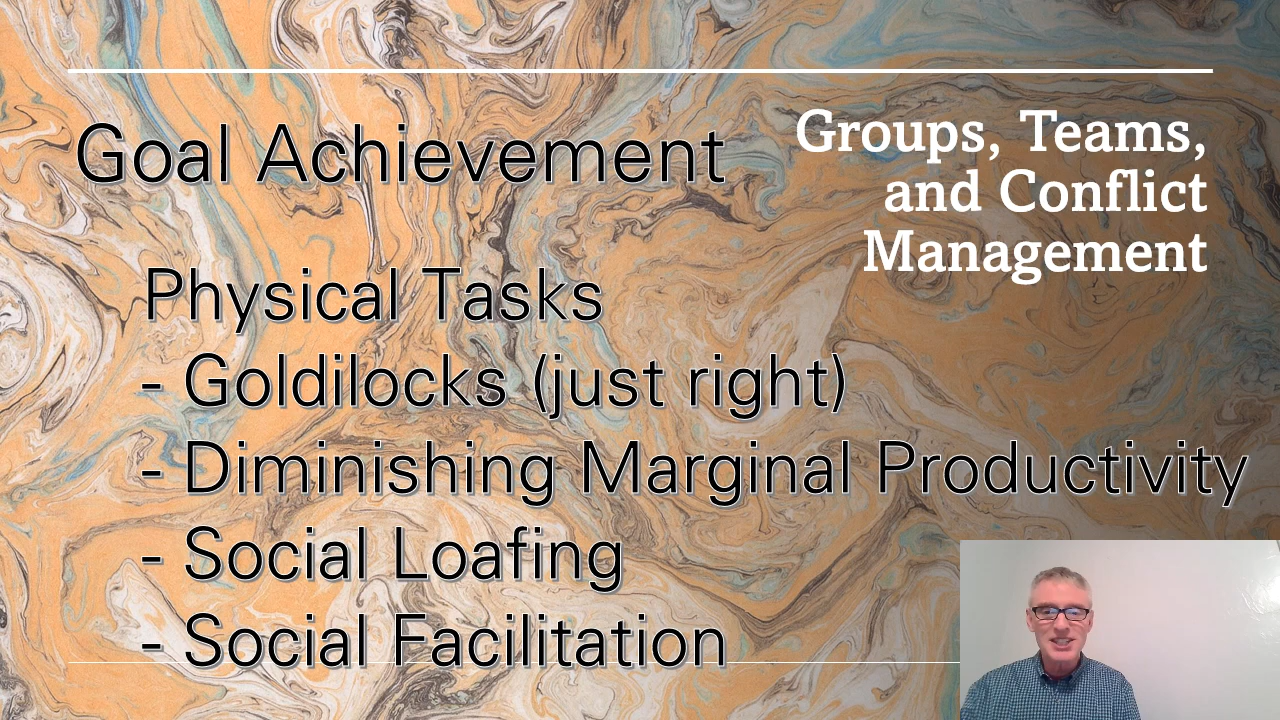 Groups, Teams,
and Conflict
Management
Goal Achievement
Physical Tasks
- Goldilocks (just right)
- Diminishing Marginal Productivity
- Social Loafing
- Social Facilitation